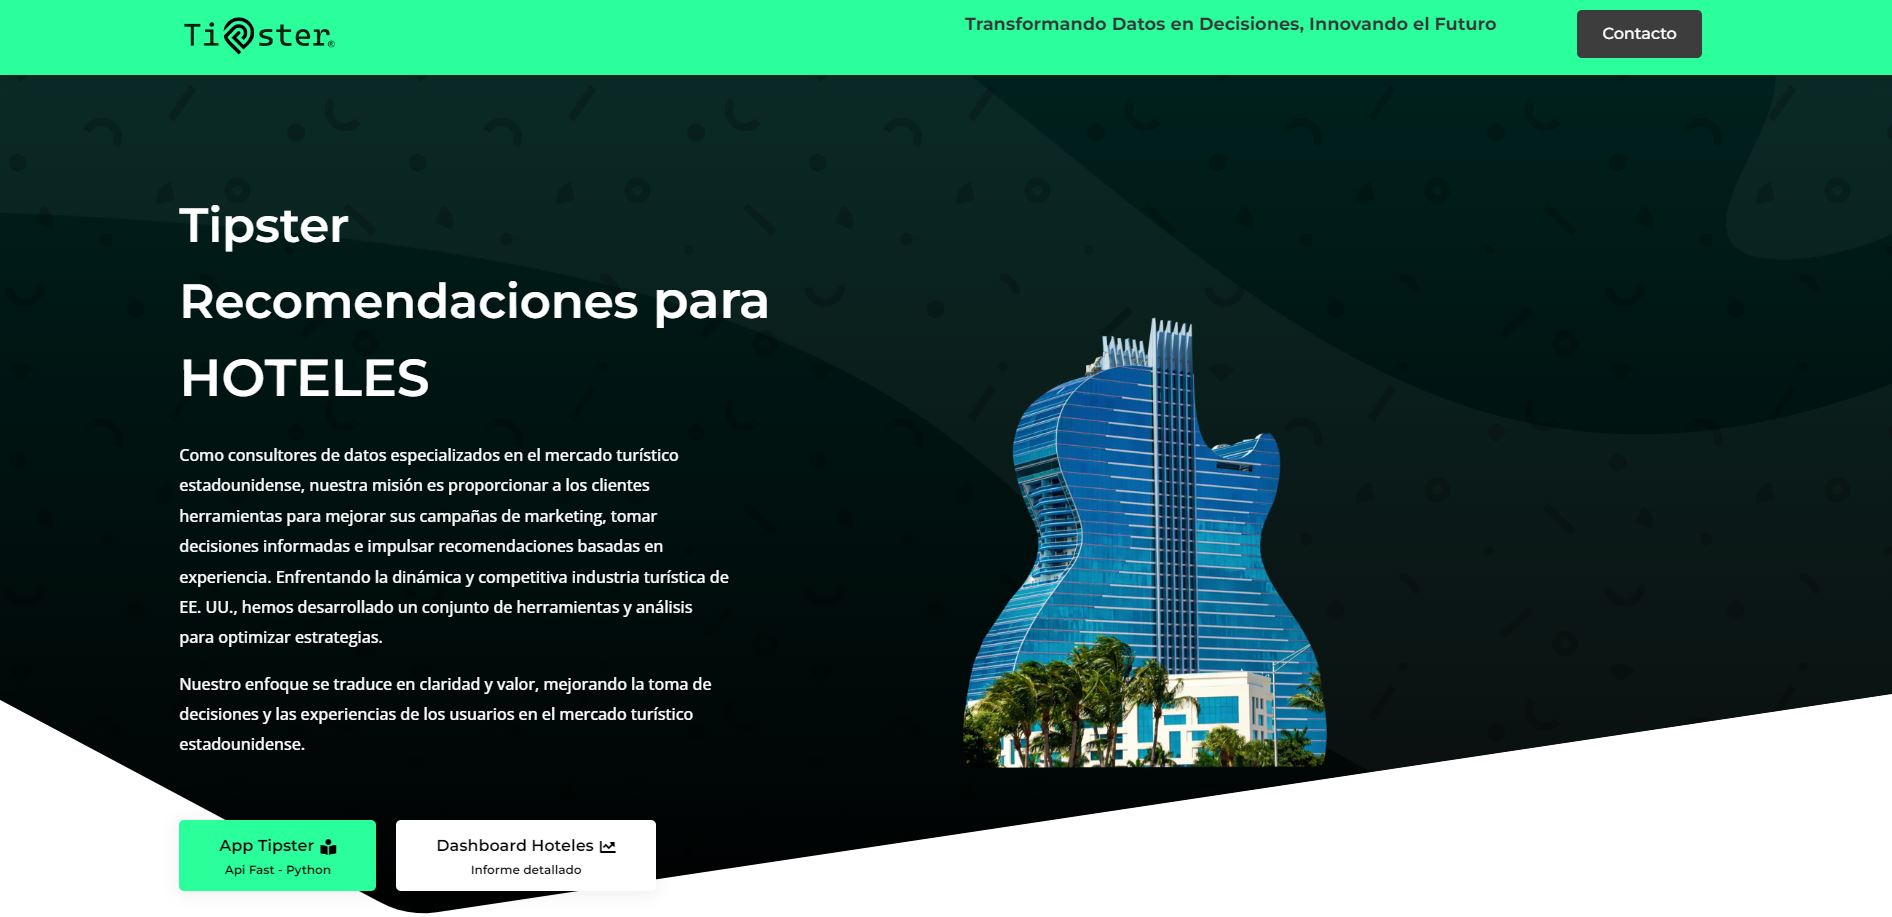 Tipster®
Transformando Datos en Decisiones, Innovando el Futuro
Contacto
Tipster
Recomendaciones para
HOTELES
Como consultores de datos especializados en el mercado turístico
estadounidense, nuestra misión es proporcionar a los clientes
herramientas para mejorar sus campañas de marketing, tomar
decisiones informadas e impulsar recomendaciones basadas en
experiencia. Enfrentando la dinámica y competitiva industria turística de
EE. UU., hemos desarrollado un conjunto de herramientas y análisis
para optimizar estrategias.
Nuestro enfoque se traduce en claridad y valor, mejorando la toma de
decisiones y las experiencias de los usuarios en el mercado turístico
estadounidense.
App Tipster
Api Fast - Python
Dashboard Hoteles
Informe detallado